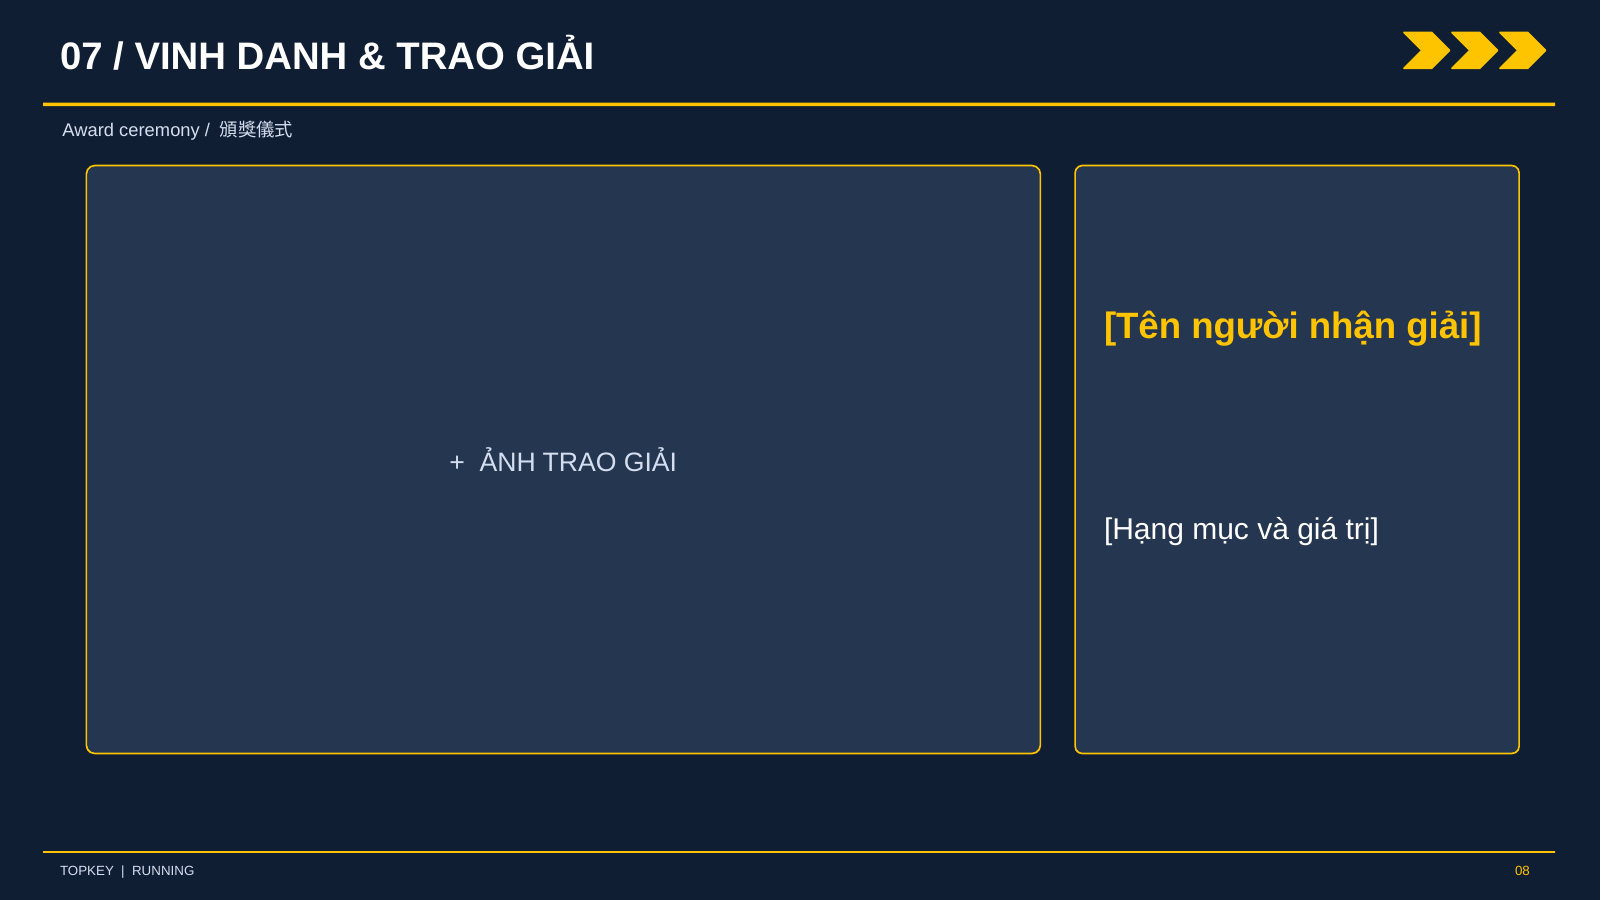 07 / VINH DANH & TRAO GIẢI
Award ceremony / 頒獎儀式
+ ẢNH TRAO GIẢI
[Tên người nhận giải]
[Hạng mục và giá trị]
TOPKEY | RUNNING
08